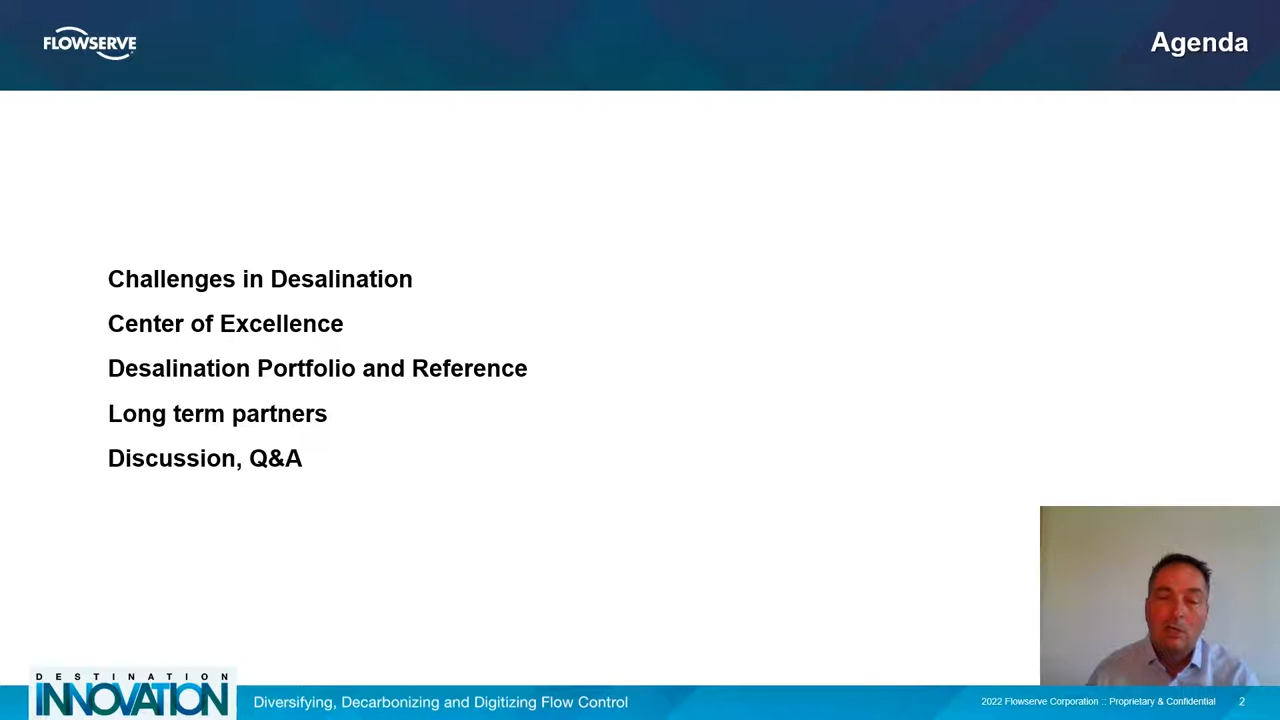 FLOWSERVE
Agenda
Challenges in Desalination
Center of Excellence
Desalination Portfolio and Reference
Long term partners
Discussion, Q&A
DESTINATION
INNOVATION
Diversifying, Decarbonizing and Digitizing Flow Control
2022 Flowserve Corporation :: Proprietary & Confidential
2